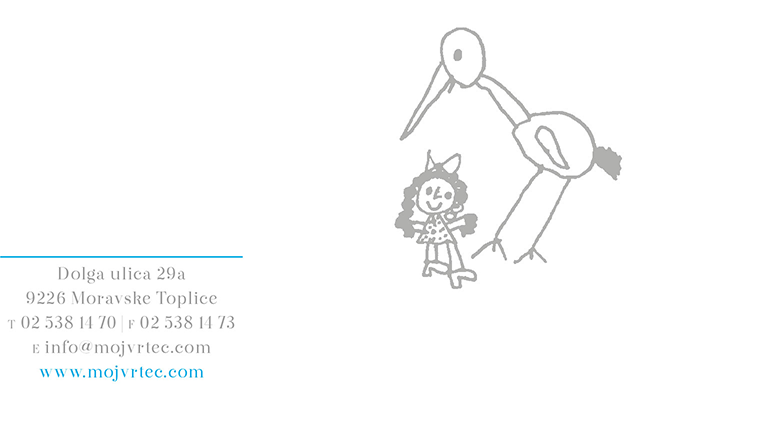 Dolga ulica 29a
9226 Moravske Toplice
T 02 538 14 70 | F 02 538 14 73
E info@mojvrtec.com
www.mojvrtec.com